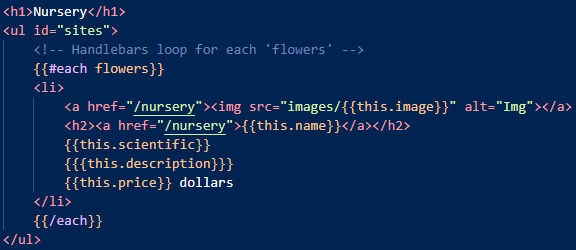 <h1>Nursery</h1>
<ul id="sites">
<!-- Handlebars loop for each 'flowers' -->
{{#each flowers}}
<li>
<a href="/nursery"><img src="images/{{this.image}}" alt="Img"></a>
<h2><a href="/nursery">{{this.name}}</a></h2>
{{this.scientific}}
{{{this.description}}}
{{this.price}} dollars
</li>
{{/each}}
</ul>